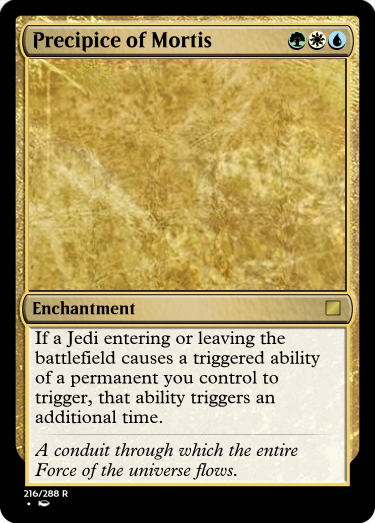 Precipice of Mortis
Enchantment
If a Jedi entering or leaving the
battlefield causes a triggered ability
of a permanent you control to
trigger, that ability triggers an
additional time.
A conduit through which the entire
Force of the universe flows.
216/288 R